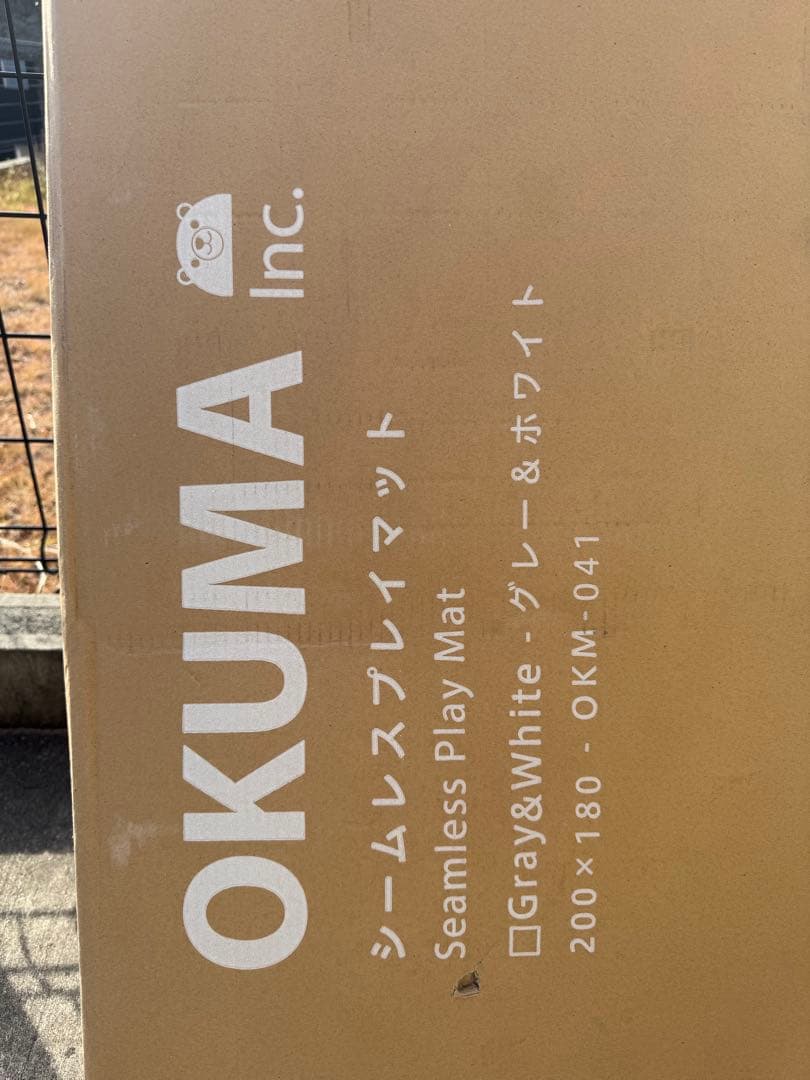 OKUMA Inc.
シームレスプレイマット
Seamless Play Mat
□Gray&White - グレー&ホワイト
200×180 - OKM-041